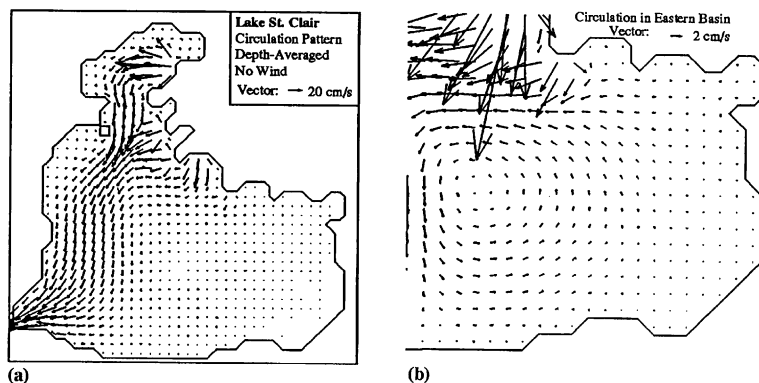 Lake St. Clair
Circulation Pattern
Depth-Averaged
No Wind
Vector: 20 cm/s
Circulation in Eastern Basin
Vector: 2 cm/s
(a)
(b)